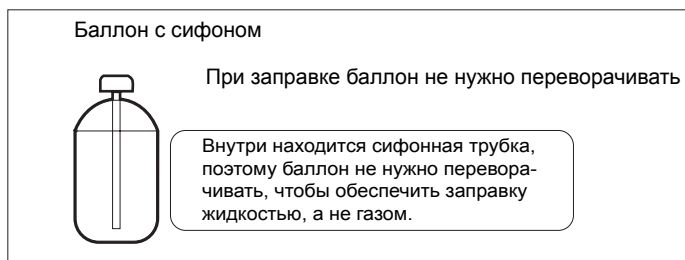 Баллон с сифоном
При заправке баллон не нужно переворачивать
Внутри находится сифонная трубка,
поэтому баллон не нужно перевора-
чивать, чтобы обеспечить заправку
жидкостью, а не газом.